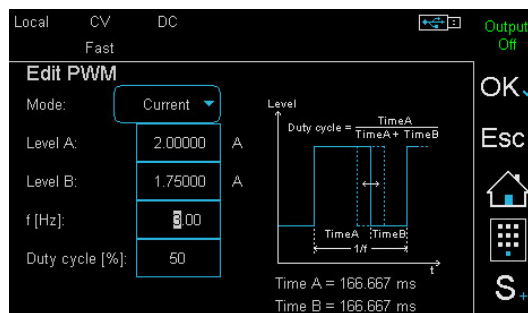 Local CV DC
Fast
Output
Off
Edit PWM
OK
Mode: Current
Level
Duty cycle = TimeA
TimeA + TimeB
Level A: 2.00000 A
Esc
Level B: 1.75000 A
f [Hz]: 3.00
TimeA TimeB
1/f
Duty cycle [%]: 50
t
Time A = 166.667 ms
Time B = 166.667 ms
S+